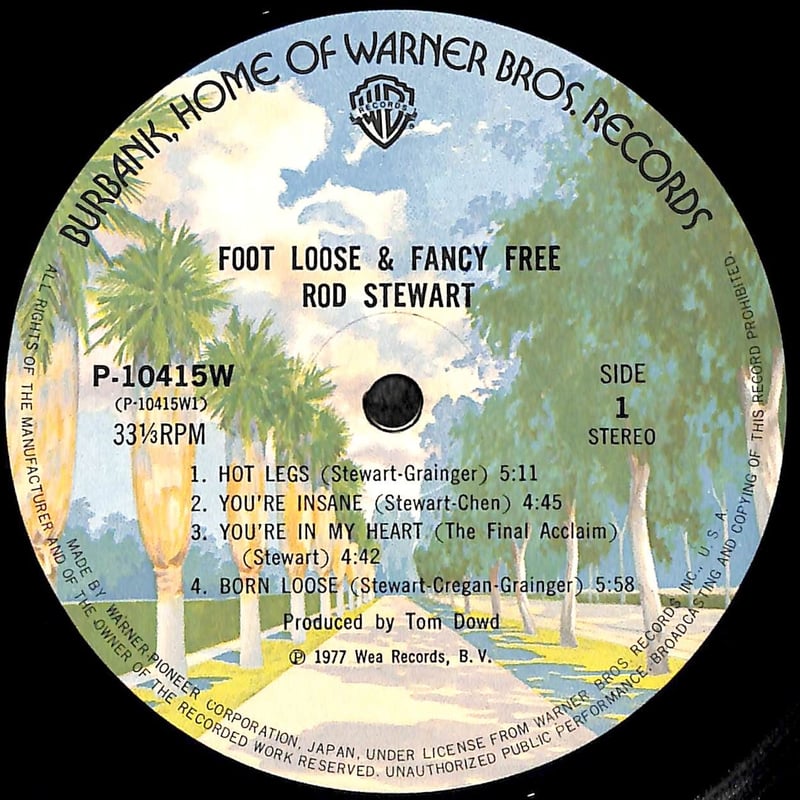 BURBANK, HOME OF WARNER BROS. RECORDS
WB
RECORDS
®
FOOT LOOSE & FANCY FREE
ROD STEWART
P-10415W
(P-10415W1)
33⅓RPM
SIDE
1
STEREO
1. HOT LEGS (Stewart-Grainger) 5:11
2. YOU'RE INSANE (Stewart-Chen) 4:45
3. YOU'RE IN MY HEART (The Final Acclaim)
(Stewart) 4:42
4. BORN LOOSE (Stewart-Cregan-Grainger) 5:58
Produced by Tom Dowd
℗ 1977 Wea Records, B. V.
MADE BY WARNER-PIONEER CORPORATION, JAPAN, UNDER LICENSE FROM WARNER BROS. RECORDS INC., U. S. A.
ALL RIGHTS OF THE MANUFACTURER AND OF THE OWNER OF THE RECORDED WORK RESERVED. UNAUTHORIZED PUBLIC PERFORMANCE, BROADCASTING AND COPYING OF THIS RECORD PROHIBITED.